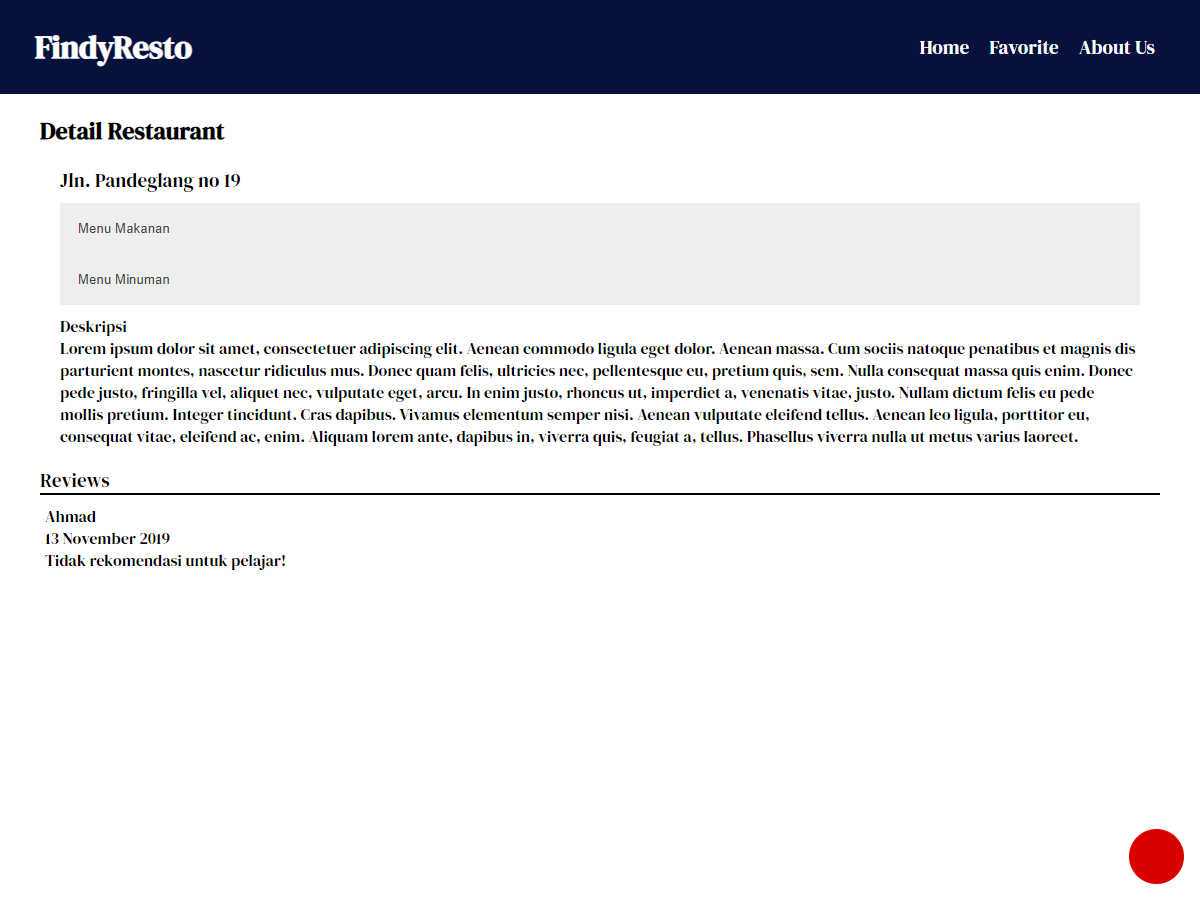 FindyResto
Home Favorite About Us
Detail Restaurant
Jln. Pandeglang no 19
Menu Makanan
Menu Minuman
Deskripsi
Lorem ipsum dolor sit amet, consectetuer adipiscing elit. Aenean commodo ligula eget dolor. Aenean massa. Cum sociis natoque penatibus et magnis dis
parturient montes, nascetur ridiculus mus. Donec quam felis, ultricies nec, pellentesque eu, pretium quis, sem. Nulla consequat massa quis enim. Donec
pede justo, fringilla vel, aliquet nec, vulputate eget, arcu. In enim justo, rhoncus ut, imperdiet a, venenatis vitae, justo. Nullam dictum felis eu pede
mollis pretium. Integer tincidunt. Cras dapibus. Vivamus elementum semper nisi. Aenean vulputate eleifend tellus. Aenean leo ligula, porttitor eu,
consequat vitae, eleifend ac, enim. Aliquam lorem ante, dapibus in, viverra quis, feugiat a, tellus. Phasellus viverra nulla ut metus varius laoreet.
Reviews
Ahmad
13 November 2019
Tidak rekomendasi untuk pelajar!